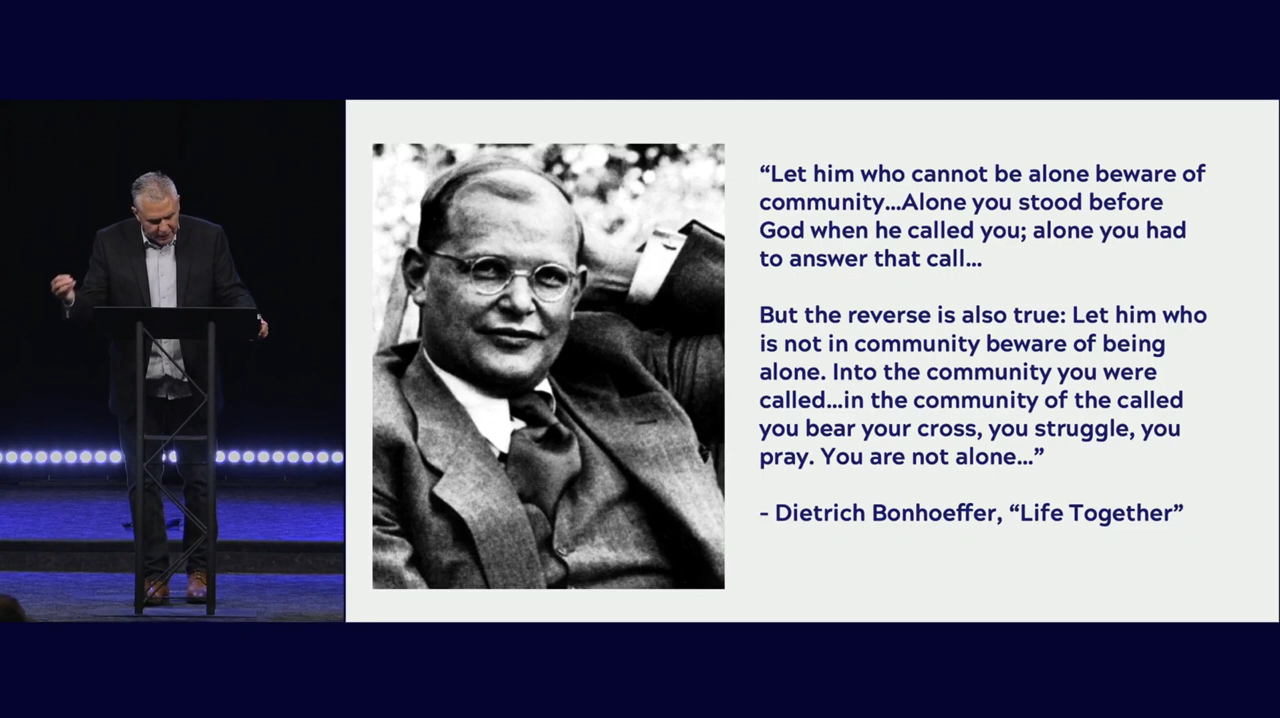 “Let him who cannot be alone beware of
community...Alone you stood before
God when he called you; alone you had
to answer that call...
But the reverse is also true: Let him who
is not in community beware of being
alone. Into the community you were
called...in the community of the called
you bear your cross, you struggle, you
pray. You are not alone...”
- Dietrich Bonhoeffer, “Life Together”